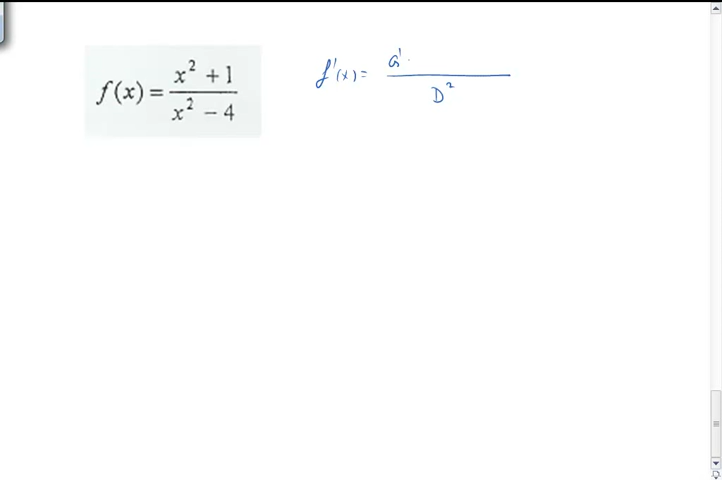 f(x) = (x² + 1)/(x² − 4)
f'(x) = a'· / D²